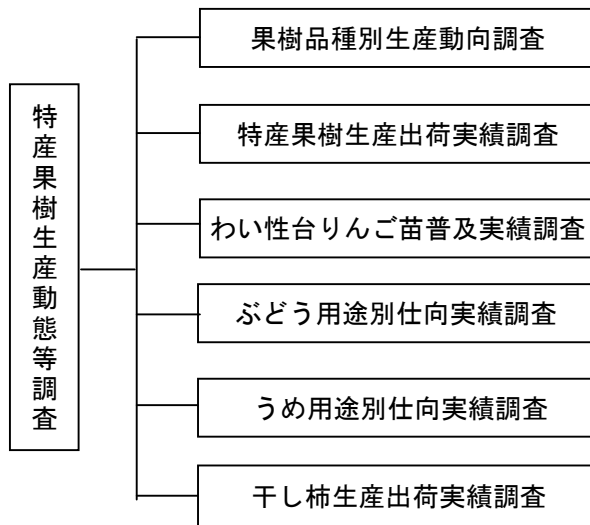 特産果樹生産動態等調査
果樹品種別生産動向調査
特産果樹生産出荷実績調査
わい性台りんご苗普及実績調査
ぶどう用途別仕向実績調査
うめ用途別仕向実績調査
干し柿生産出荷実績調査